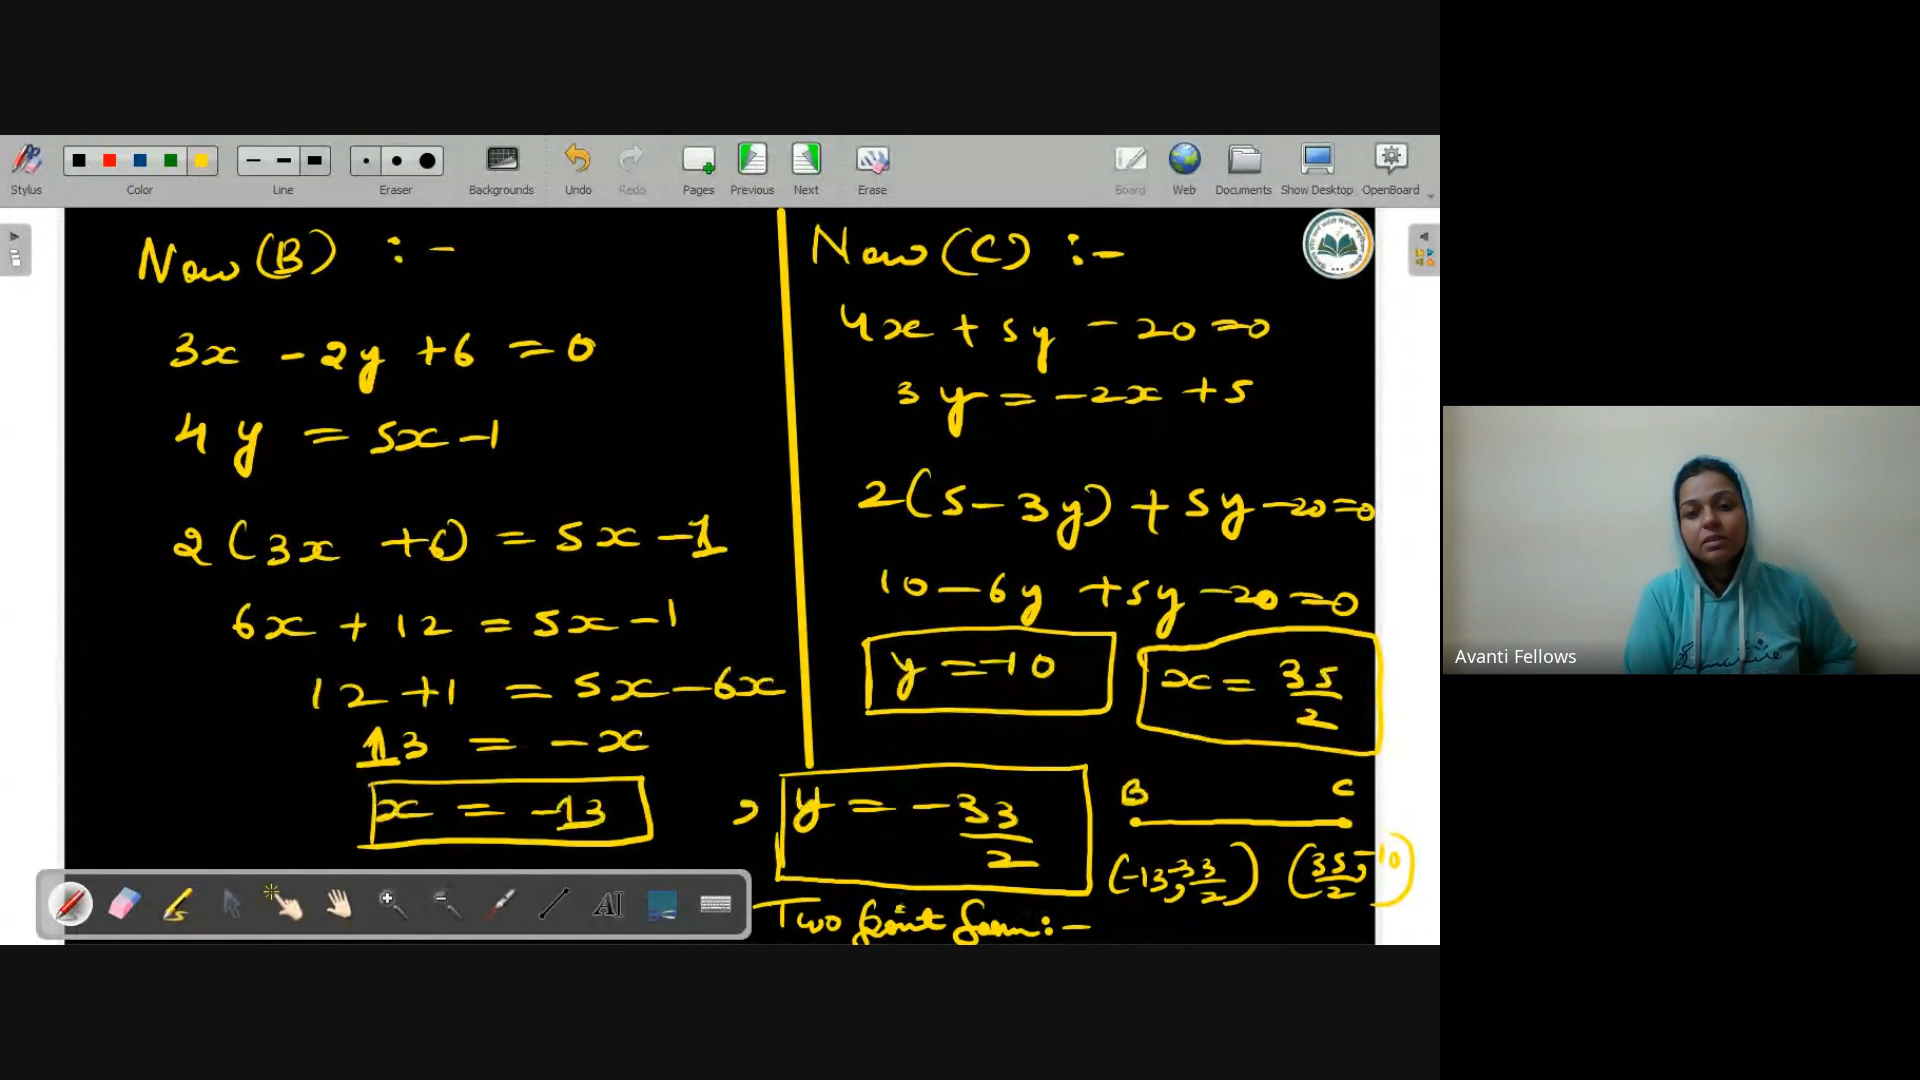 Stylus
Color
Line
Eraser
Backgrounds
Undo
Redo
Pages
Previous
Next
Erase
Board
Web
Documents
Show Desktop
OpenBoard
Now (B) :-
3x - 2y + 6 = 0
4y = 5x - 1
2(3x + 6) = 5x - 1
6x + 12 = 5x - 1
12 + 1 = 5x - 6x
13 = -x
x = -13 , y = -33/2
Now (C) :-
4x + 5y - 20 = 0
3y = -2x + 5
2(5 - 3y) + 5y - 20 = 0
10 - 6y + 5y - 20 = 0
y = -10
x = 35/2
B C
(-13, -33/2) (35/2, -10)
Two point form :-
Avanti Fellows